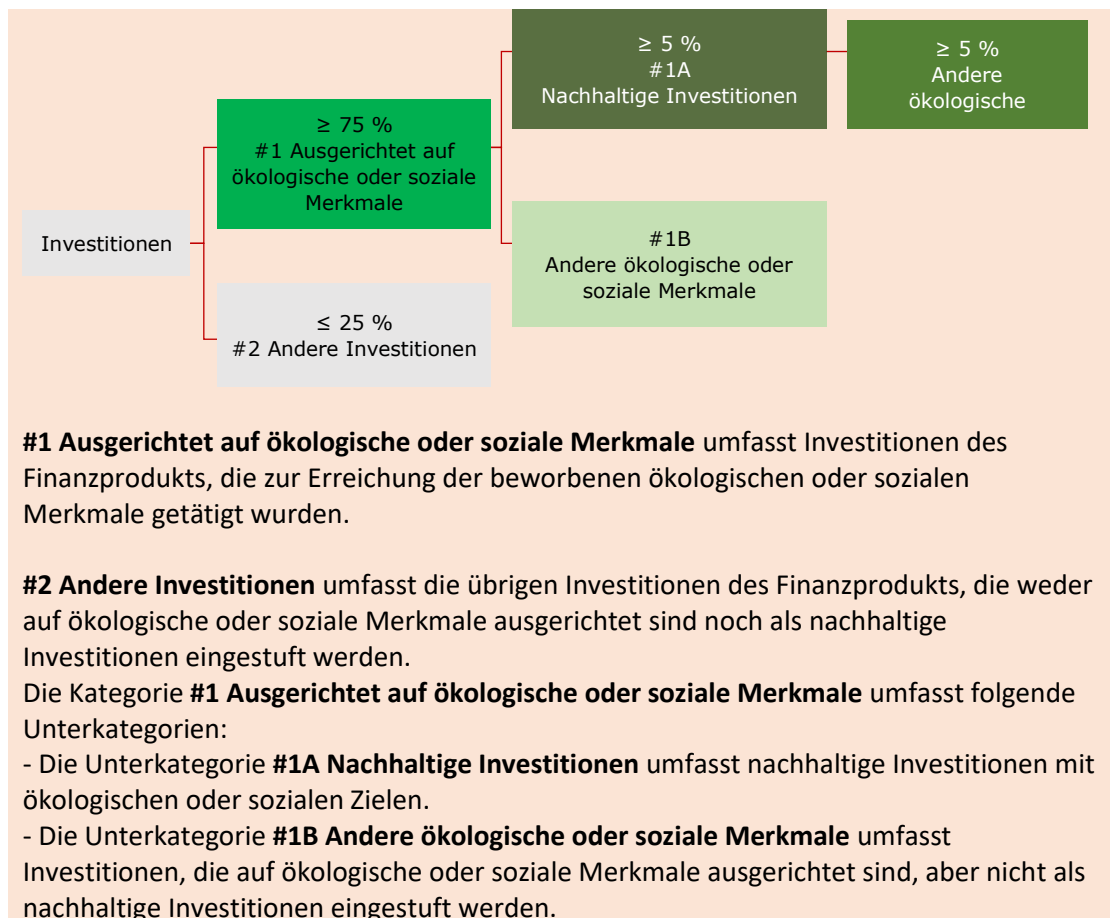 ≥ 5 %
#1A
Nachhaltige Investitionen
≥ 5 %
Andere
ökologische
≥ 75 %
#1 Ausgerichtet auf
ökologische oder soziale
Merkmale
Investitionen
#1B
Andere ökologische oder
soziale Merkmale
≤ 25 %
#2 Andere Investitionen
#1 Ausgerichtet auf ökologische oder soziale Merkmale umfasst Investitionen des
Finanzprodukts, die zur Erreichung der beworbenen ökologischen oder sozialen
Merkmale getätigt wurden.
#2 Andere Investitionen umfasst die übrigen Investitionen des Finanzprodukts, die weder
auf ökologische oder soziale Merkmale ausgerichtet sind noch als nachhaltige
Investitionen eingestuft werden.
Die Kategorie #1 Ausgerichtet auf ökologische oder soziale Merkmale umfasst folgende
Unterkategorien:
- Die Unterkategorie #1A Nachhaltige Investitionen umfasst nachhaltige Investitionen mit
ökologischen oder sozialen Zielen.
- Die Unterkategorie #1B Andere ökologische oder soziale Merkmale umfasst
Investitionen, die auf ökologische oder soziale Merkmale ausgerichtet sind, aber nicht als
nachhaltige Investitionen eingestuft werden.